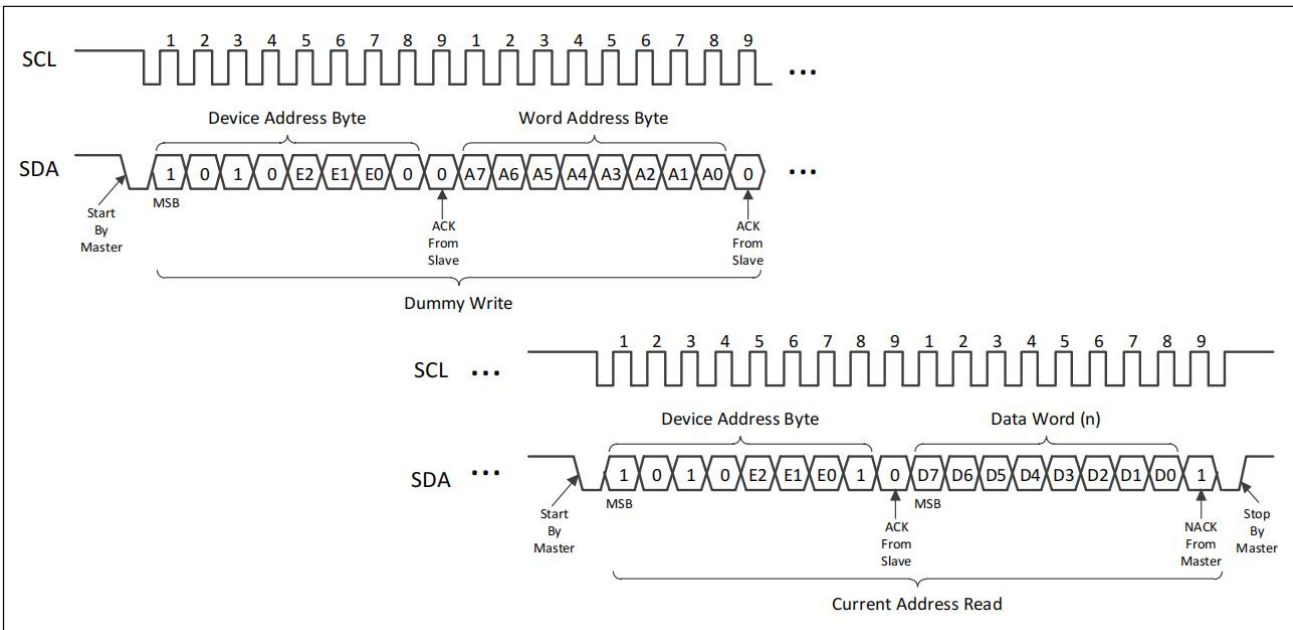 1 2 3 4 5 6 7 8 9 1 2 3 4 5 6 7 8 9
SCL ...
Device Address Byte Word Address Byte
SDA 1 0 1 0 E2 E1 E0 0 0 A7 A6 A5 A4 A3 A2 A1 A0 0 ...
MSB
Start By Master
ACK From Slave
ACK From Slave
Dummy Write
1 2 3 4 5 6 7 8 9 1 2 3 4 5 6 7 8 9
SCL ...
Device Address Byte Data Word (n)
SDA ... 1 0 1 0 E2 E1 E0 1 0 D7 D6 D5 D4 D3 D2 D1 D0 1
MSB MSB
Start By Master
ACK From Slave
NACK From Master
Stop By Master
Current Address Read